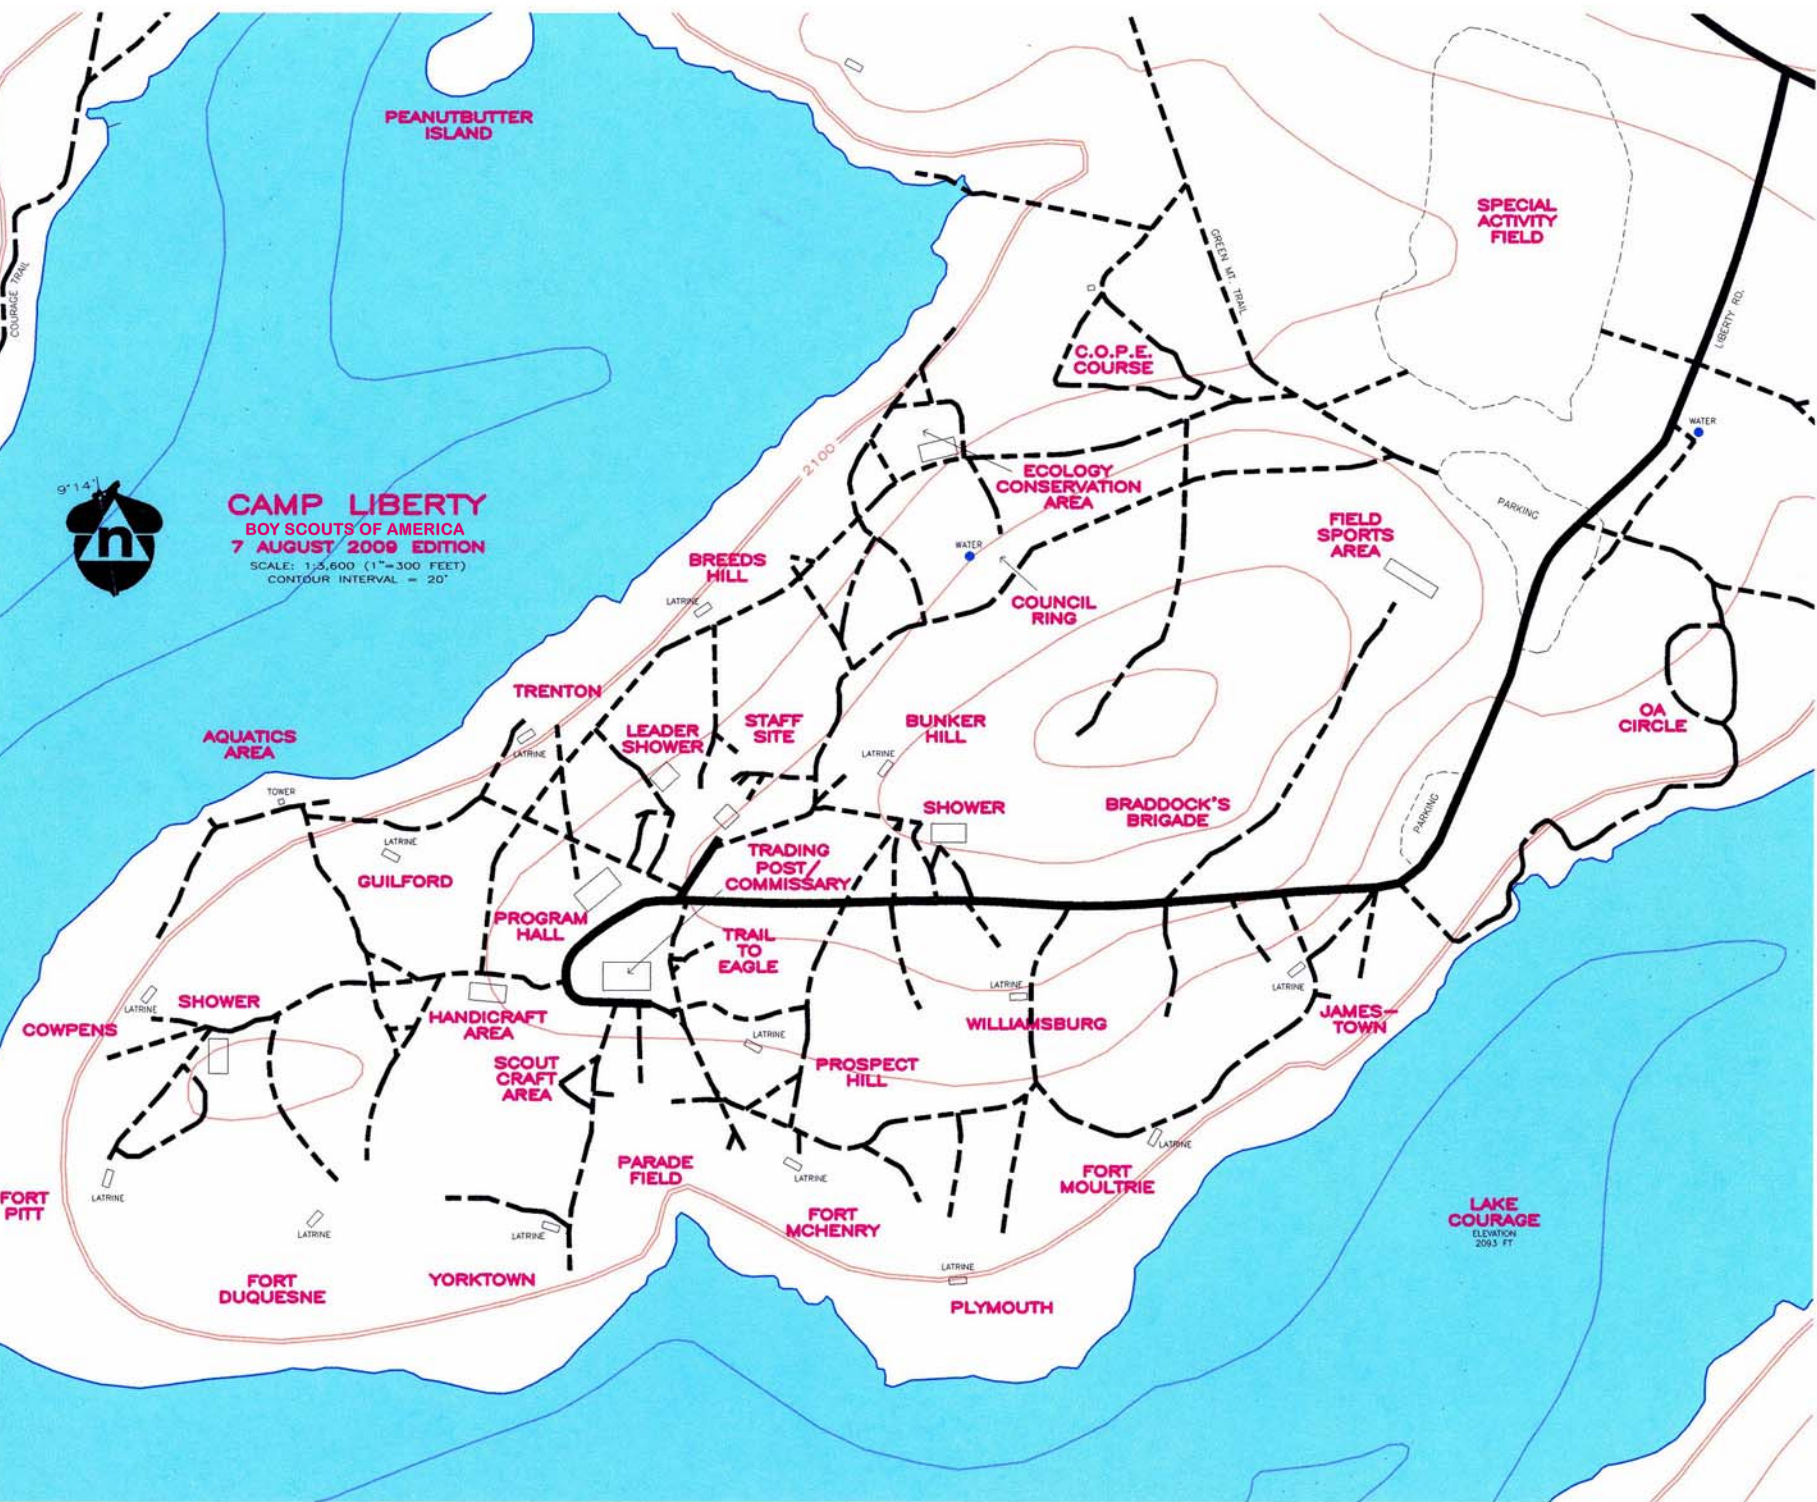 PEANUTBUTTER
ISLAND
COURAGE TRAIL
GREEN MT. TRAIL
SPECIAL
ACTIVITY
FIELD
LIBERTY RD.
C.O.P.E.
COURSE
WATER
2100
ECOLOGY
CONSERVATION
AREA
PARKING
9°14'
n
CAMP LIBERTY
BOY SCOUTS OF AMERICA
7 AUGUST 2009 EDITION
SCALE: 1:3,600 (1"=300 FEET)
CONTOUR INTERVAL = 20'
FIELD
SPORTS
AREA
WATER
BREEDS
HILL
LATRINE
COUNCIL
RING
TRENTON
LATRINE
LEADER
SHOWER
STAFF
SITE
BUNKER
HILL
LATRINE
OA
CIRCLE
AQUATICS
AREA
TOWER
SHOWER
BRADDOCK'S
BRIGADE
PARKING
LATRINE
GUILFORD
TRADING
POST/
COMMISSARY
PROGRAM
HALL
TRAIL
TO
EAGLE
LATRINE
SHOWER
COWPENS
HANDICRAFT
AREA
LATRINE
WILLIAMSBURG
LATRINE
JAMES-
TOWN
LATRINE
SCOUT
CRAFT
AREA
PROSPECT
HILL
LATRINE
FORT
PITT
LATRINE
LATRINE
PARADE
FIELD
LATRINE
LATRINE
FORT
MOULTRIE
FORT
MCHENRY
LAKE
COURAGE
ELEVATION
2093 FT
FORT
DUQUESNE
YORKTOWN
LATRINE
PLYMOUTH